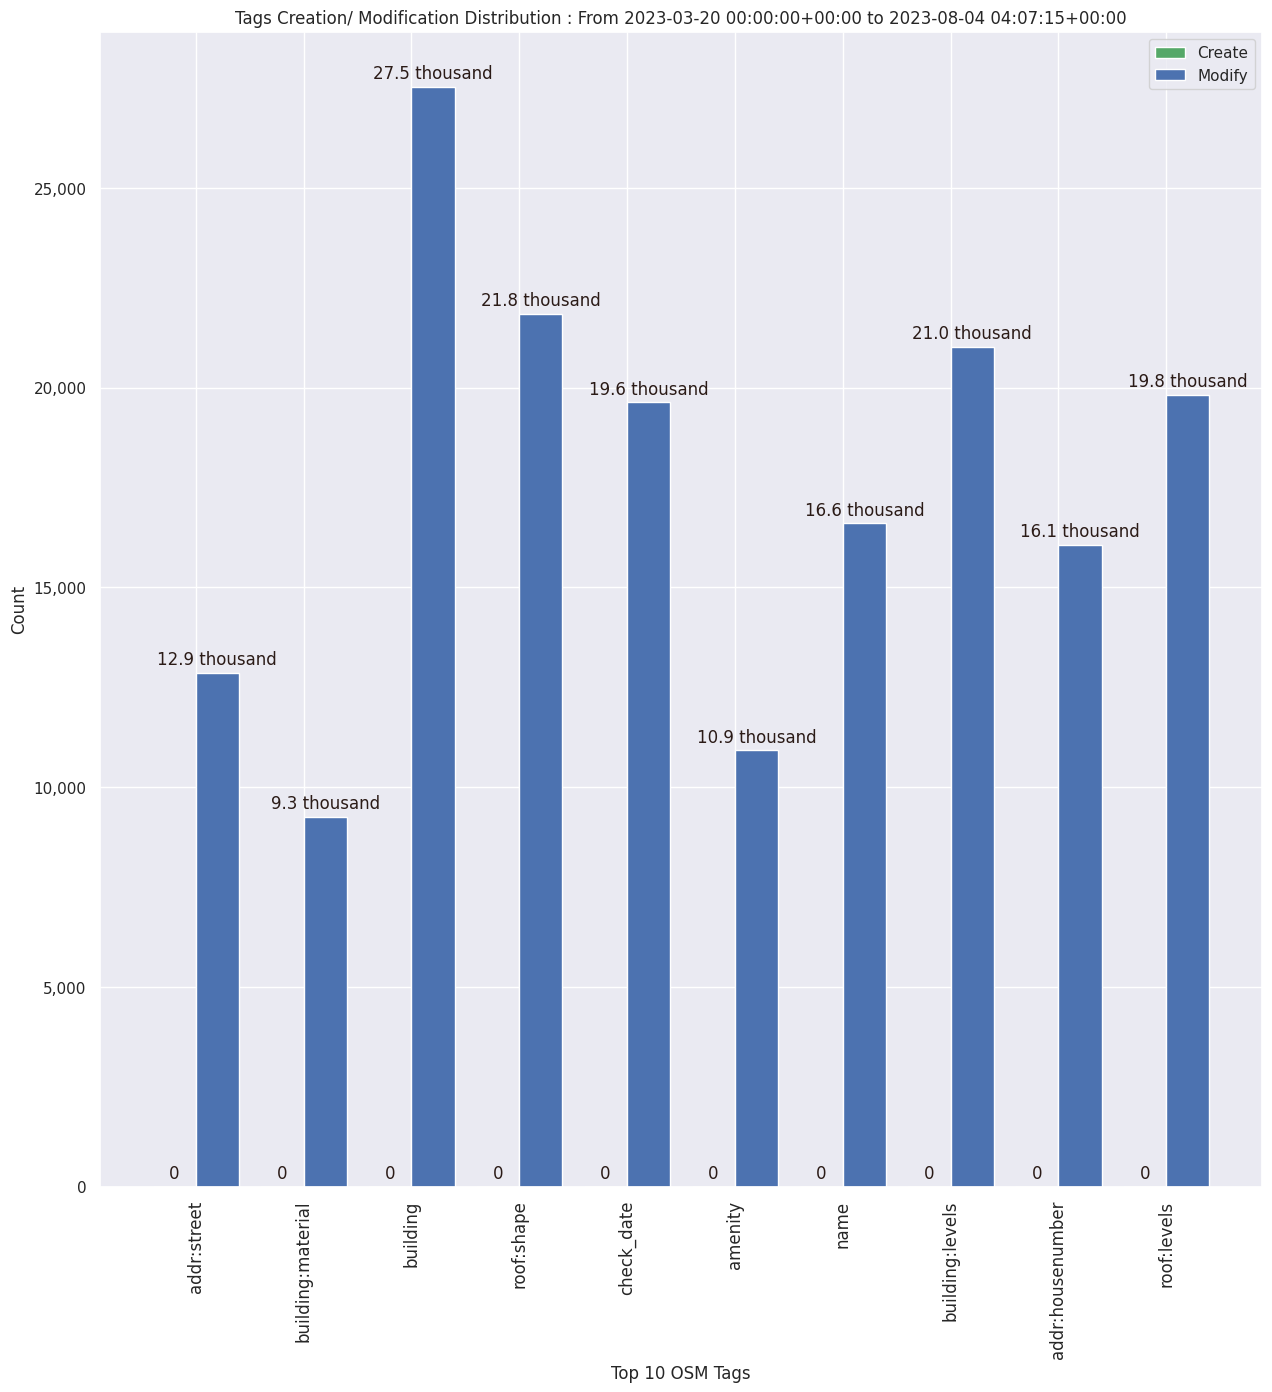 Tags Creation/ Modification Distribution : From 2023-03-20 00:00:00+00:00 to 2023-08-04 04:07:15+00:00
Create
Modify
27.5 thousand
21.8 thousand
21.0 thousand
19.8 thousand
19.6 thousand
16.6 thousand
16.1 thousand
12.9 thousand
10.9 thousand
9.3 thousand
25,000
20,000
15,000
10,000
5,000
0
Count
0 0 0 0 0 0 0 0 0 0
addr:street
building:material
building
roof:shape
check_date
amenity
name
building:levels
addr:housenumber
roof:levels
Top 10 OSM Tags